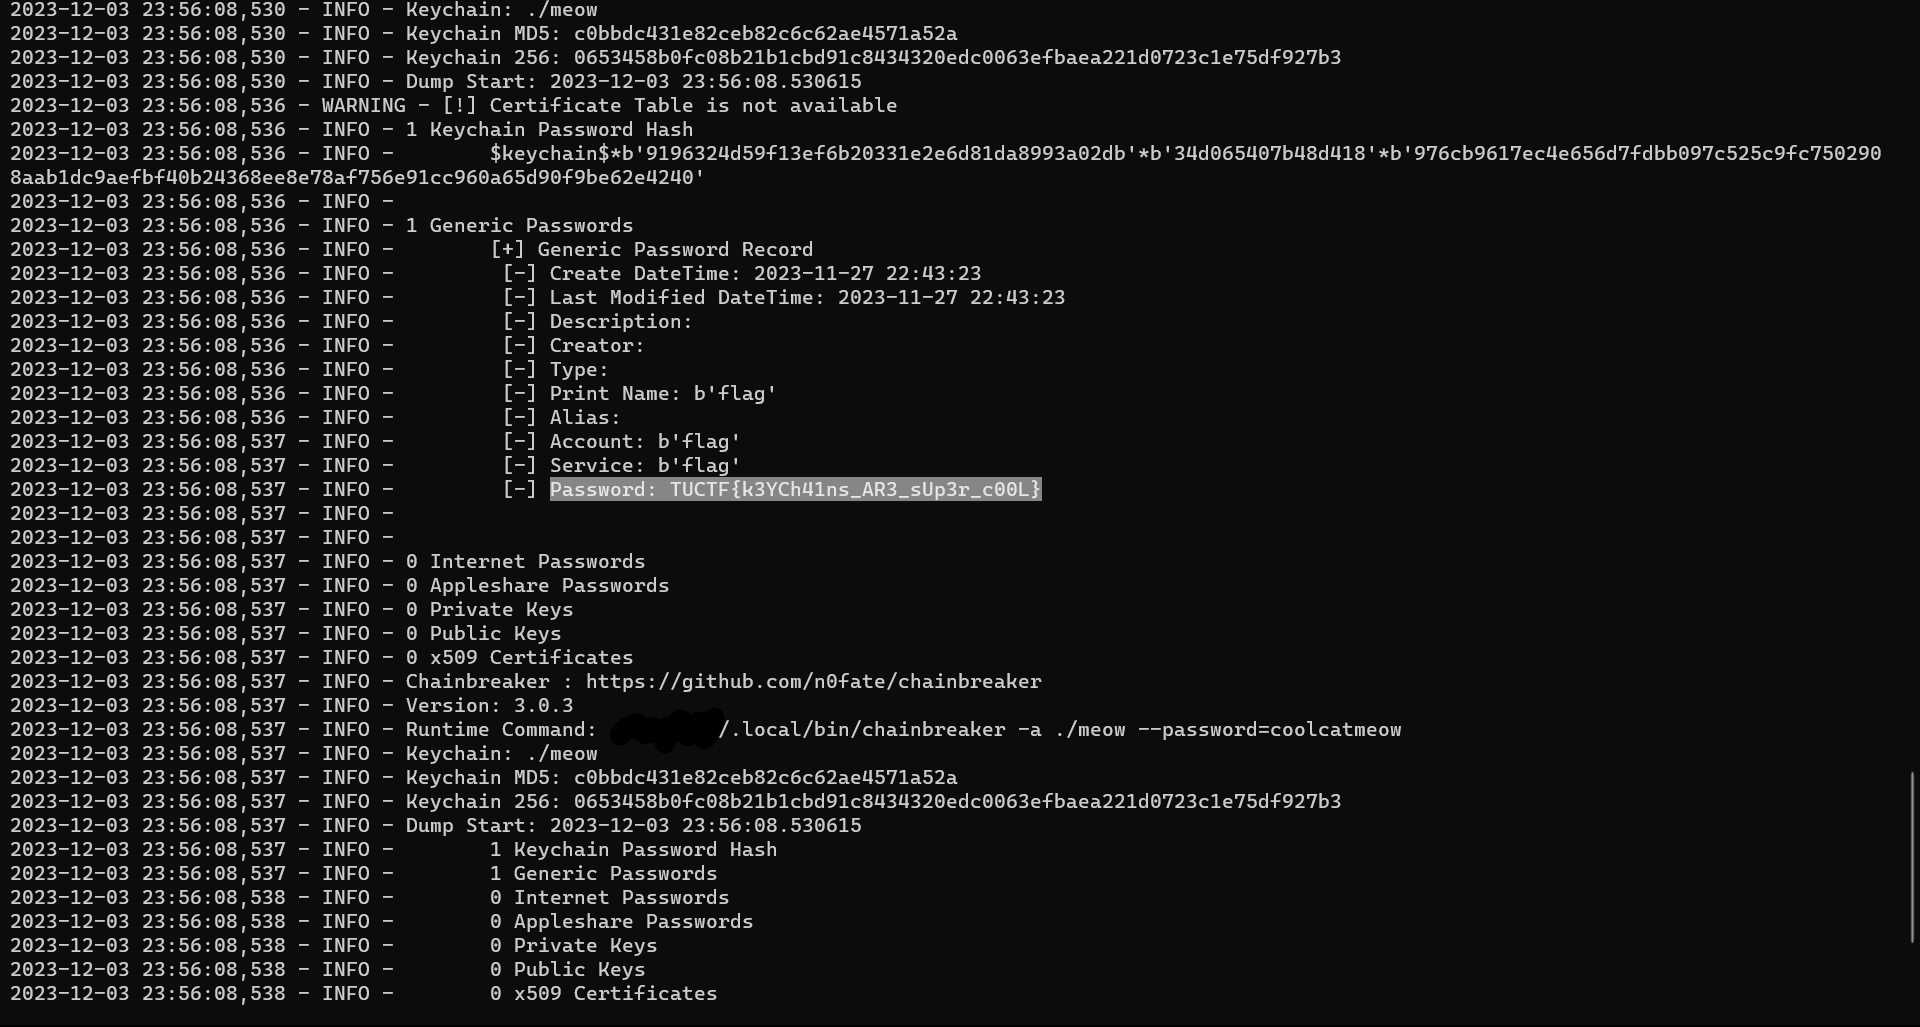 2023-12-03 23:56:08,530 - INFO - Keychain: ./meow
2023-12-03 23:56:08,530 - INFO - Keychain MD5: c0bbdc431e82ceb82c6c62ae4571a52a
2023-12-03 23:56:08,530 - INFO - Keychain 256: 0653458b0fc08b21b1cbd91c8434320edc0063efbaea221d0723c1e75df927b3
2023-12-03 23:56:08,530 - INFO - Dump Start: 2023-12-03 23:56:08.530615
2023-12-03 23:56:08,536 - WARNING - [!] Certificate Table is not available
2023-12-03 23:56:08,536 - INFO - 1 Keychain Password Hash
2023-12-03 23:56:08,536 - INFO -        $keychain$*b'9196324d59f13ef6b20331e2e6d81da8993a02db'*b'34d065407b48d418'*b'976cb9617ec4e656d7fdbb097c525c9fc750290
8aab1dc9aefbf40b24368ee8e78af756e91cc960a65d90f9be62e4240'
2023-12-03 23:56:08,536 - INFO -
2023-12-03 23:56:08,536 - INFO - 1 Generic Passwords
2023-12-03 23:56:08,536 - INFO -        [+] Generic Password Record
2023-12-03 23:56:08,536 - INFO -         [-] Create DateTime: 2023-11-27 22:43:23
2023-12-03 23:56:08,536 - INFO -         [-] Last Modified DateTime: 2023-11-27 22:43:23
2023-12-03 23:56:08,536 - INFO -         [-] Description:
2023-12-03 23:56:08,536 - INFO -         [-] Creator:
2023-12-03 23:56:08,536 - INFO -         [-] Type:
2023-12-03 23:56:08,536 - INFO -         [-] Print Name: b'flag'
2023-12-03 23:56:08,536 - INFO -         [-] Alias:
2023-12-03 23:56:08,537 - INFO -         [-] Account: b'flag'
2023-12-03 23:56:08,537 - INFO -         [-] Service: b'flag'
2023-12-03 23:56:08,537 - INFO -         [-] Password: TUCTF{k3YCh41ns_AR3_sUp3r_c00L}
2023-12-03 23:56:08,537 - INFO -
2023-12-03 23:56:08,537 - INFO -
2023-12-03 23:56:08,537 - INFO - 0 Internet Passwords
2023-12-03 23:56:08,537 - INFO - 0 Appleshare Passwords
2023-12-03 23:56:08,537 - INFO - 0 Private Keys
2023-12-03 23:56:08,537 - INFO - 0 Public Keys
2023-12-03 23:56:08,537 - INFO - 0 x509 Certificates
2023-12-03 23:56:08,537 - INFO - Chainbreaker : https://github.com/n0fate/chainbreaker
2023-12-03 23:56:08,537 - INFO - Version: 3.0.3
2023-12-03 23:56:08,537 - INFO - Runtime Command: /.local/bin/chainbreaker -a ./meow --password=coolcatmeow
2023-12-03 23:56:08,537 - INFO - Keychain: ./meow
2023-12-03 23:56:08,537 - INFO - Keychain MD5: c0bbdc431e82ceb82c6c62ae4571a52a
2023-12-03 23:56:08,537 - INFO - Keychain 256: 0653458b0fc08b21b1cbd91c8434320edc0063efbaea221d0723c1e75df927b3
2023-12-03 23:56:08,537 - INFO - Dump Start: 2023-12-03 23:56:08.530615
2023-12-03 23:56:08,537 - INFO -        1 Keychain Password Hash
2023-12-03 23:56:08,537 - INFO -        1 Generic Passwords
2023-12-03 23:56:08,538 - INFO -        0 Internet Passwords
2023-12-03 23:56:08,538 - INFO -        0 Appleshare Passwords
2023-12-03 23:56:08,538 - INFO -        0 Private Keys
2023-12-03 23:56:08,538 - INFO -        0 Public Keys
2023-12-03 23:56:08,538 - INFO -        0 x509 Certificates